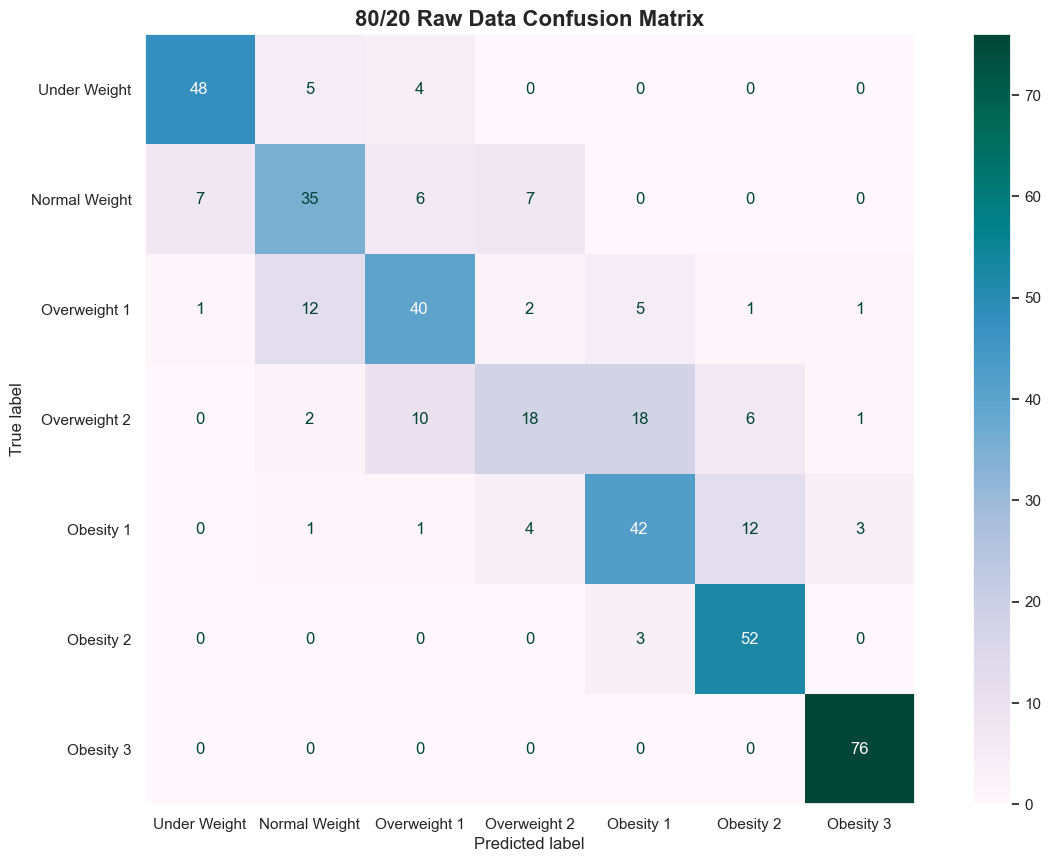 80/20 Raw Data Confusion Matrix
True label
Under Weight 48 5 4 0 0 0 0
Normal Weight 7 35 6 7 0 0 0
Overweight 1 1 12 40 2 5 1 1
Overweight 2 0 2 10 18 18 6 1
Obesity 1 0 1 1 4 42 12 3
Obesity 2 0 0 0 0 3 52 0
Obesity 3 0 0 0 0 0 0 76
Under Weight Normal Weight Overweight 1 Overweight 2 Obesity 1 Obesity 2 Obesity 3
Predicted label
70
60
50
40
30
20
10
0